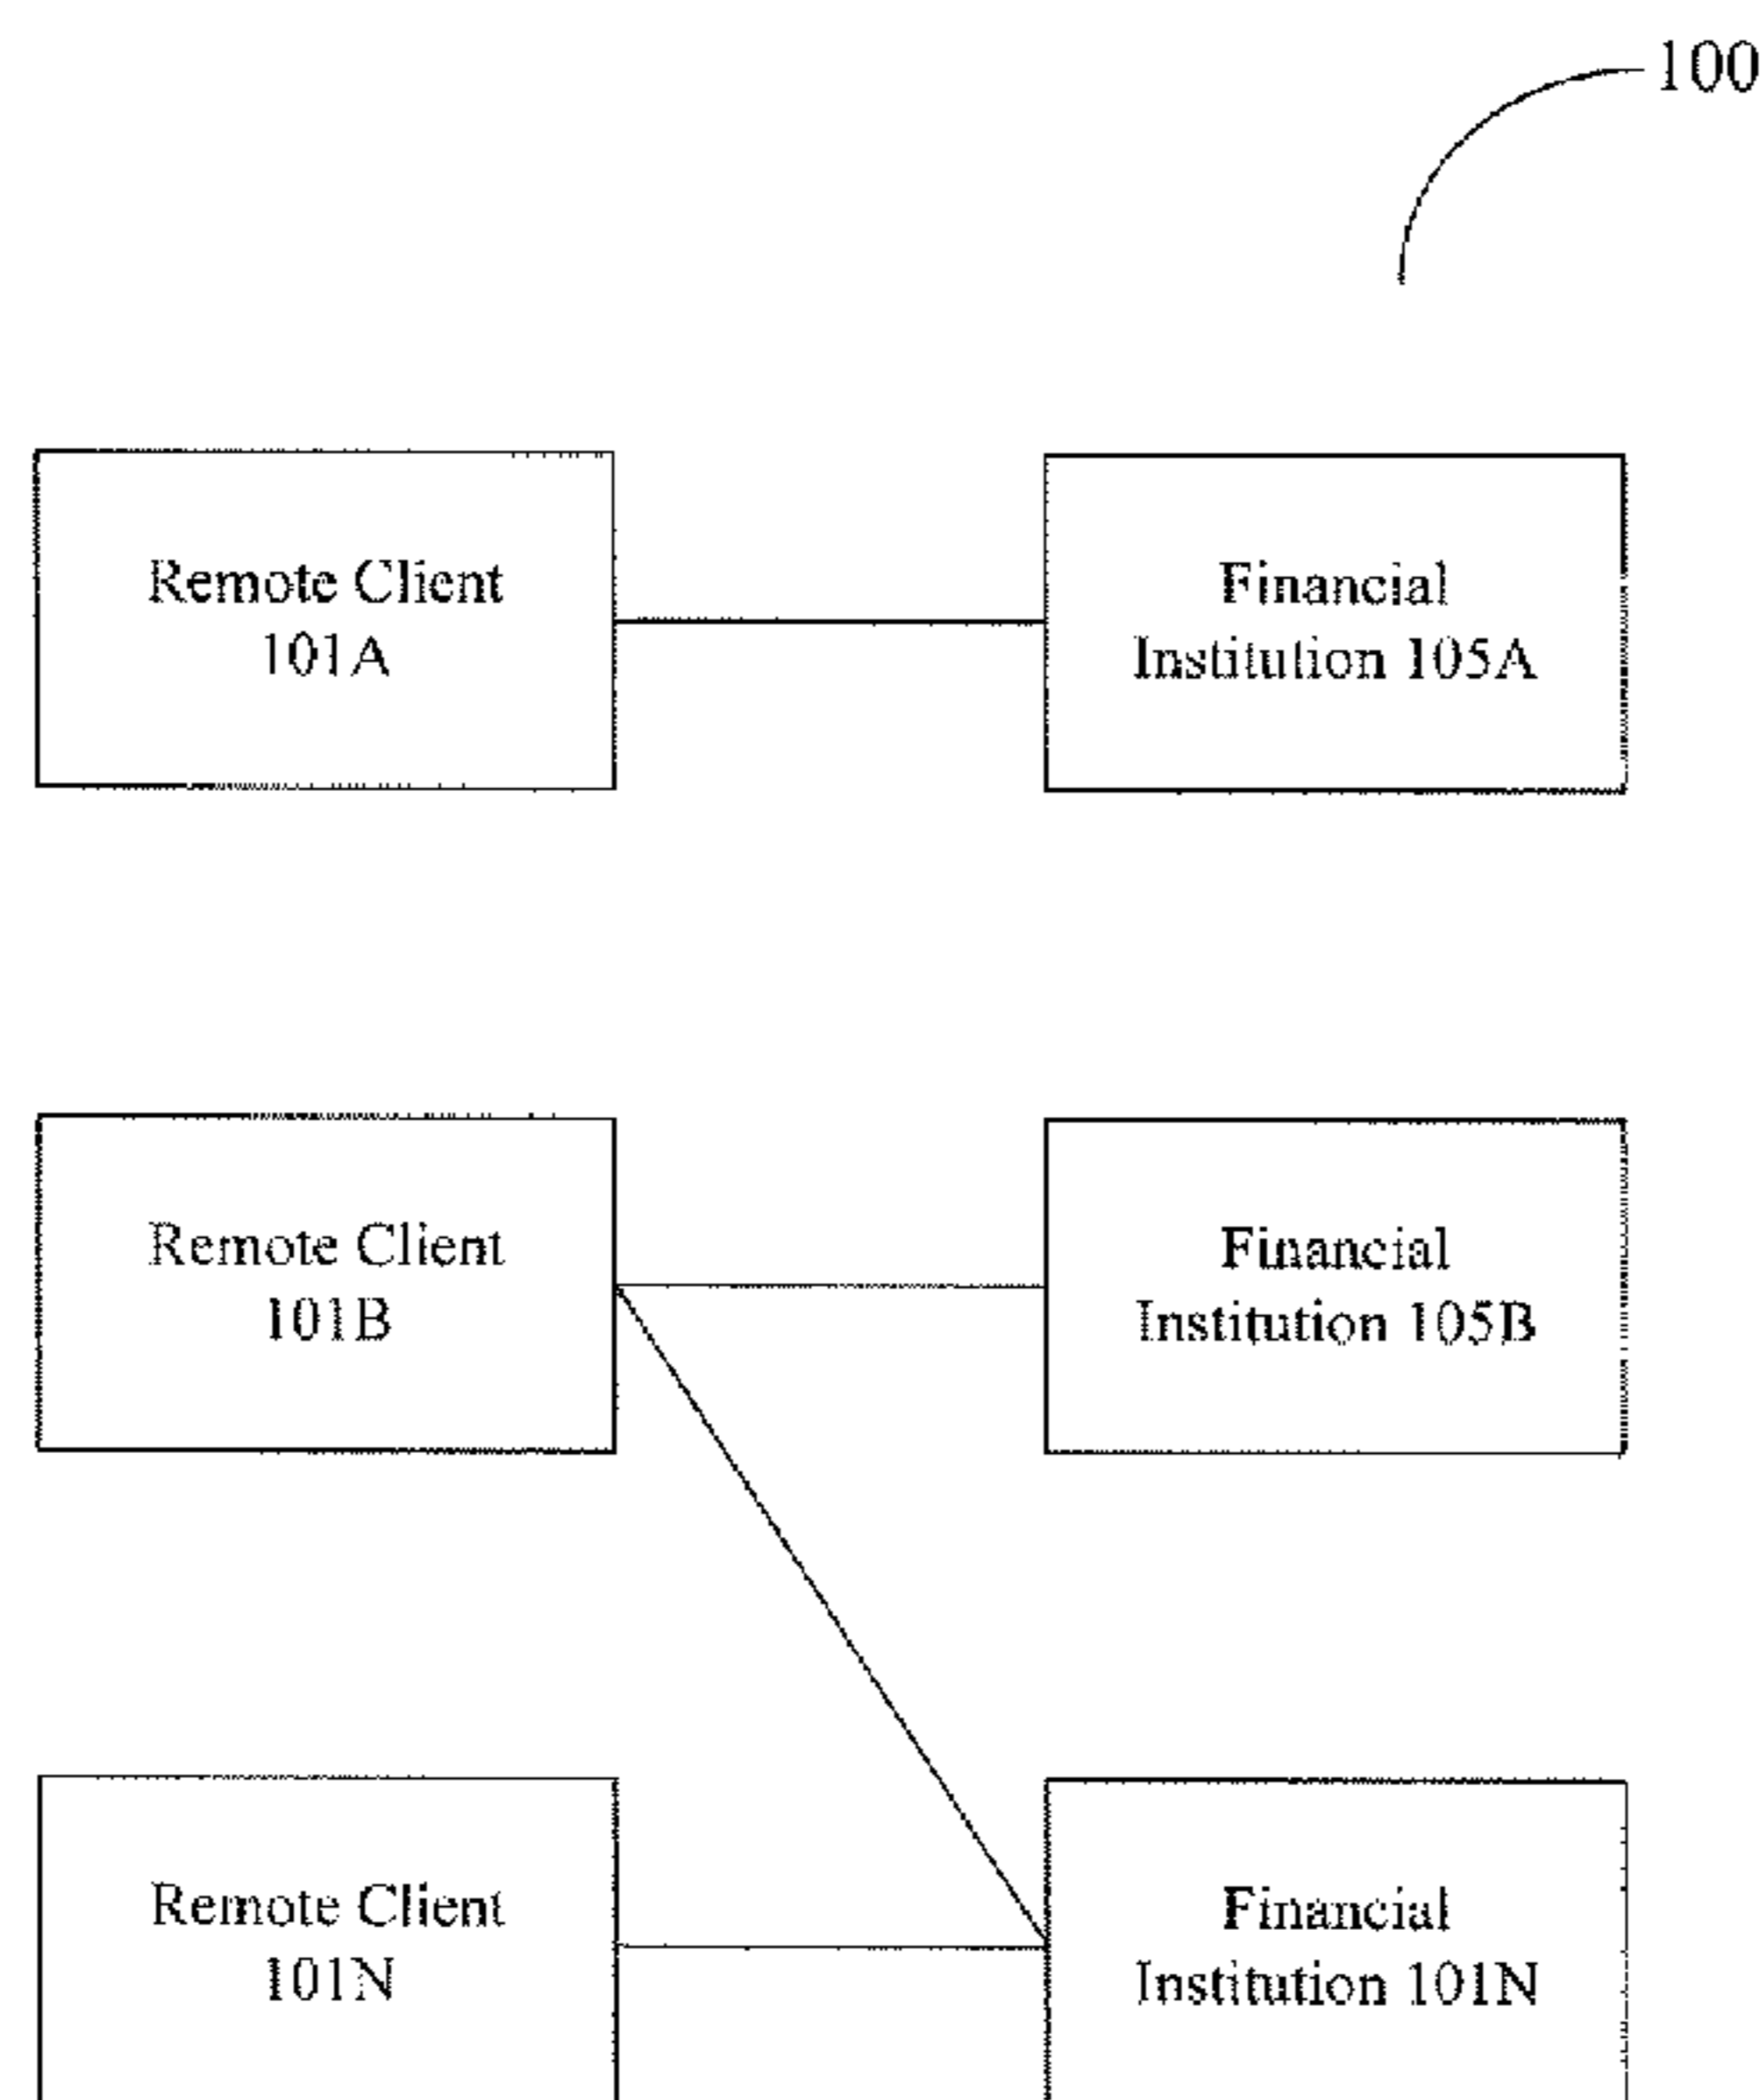 100
Remote Client
101A
Financial
Institution 105A
Remote Client
101B
Financial
Institution 105B
Remote Client
101N
Financial
Institution 101N